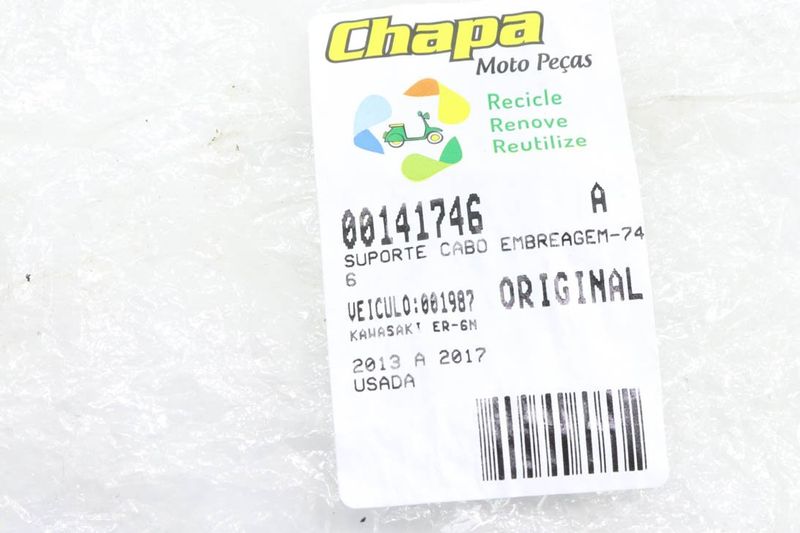 Chapa
Moto Peças
Recicle
Renove
Reutilize
00141746 A
SUPORTE CABO EMBREAGEM-74
6
VEICULO:001987 ORIGINAL
KAWASAKI ER-6N
2013 A 2017
USADA